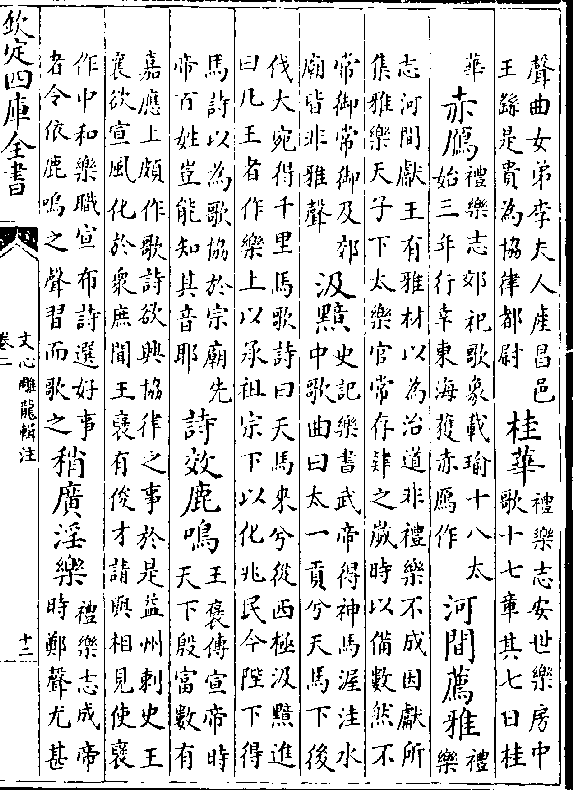 聲曲女弟李夫人產昌邑
王繇是貴為協律都尉
桂華
禮樂志安世樂房中
歌十七章其七曰桂
華
赤鴈
禮樂志郊祀歌象載瑜十八太
始三年行幸東海獲赤鴈作
河間薦雅
禮
樂
志河間獻王有雅材以為治道非禮樂不成因獻所
集雅樂天子下太樂官常存肄之歲時以備數然不
常御常御及郊
廟皆非雅聲
汲黯
史記樂書武帝得神馬渥洼水
中歌曲曰太一貢兮天馬下後
伐大宛得千里馬歌詩曰天馬來兮從西極汲黯進
曰凡王者作樂上以承祖宗下以化兆民今陛下得
馬詩以為歌協於宗廟先
帝百姓豈能知其音耶
詩效鹿鳴
王襃傳宣帝時
天下殷富數有
嘉應上頗作歌詩欲興協律之事於是益州刺史王
襄欲宣風化於衆庶聞王襃有俊才請與相見使襃
作中和樂職宣布詩選好事
者令依鹿鳴之聲習而歌之
稍廣淫樂
禮樂志成帝
時鄭聲尤甚
欽定四庫全書
文心雕龍輯注
卷二
十二